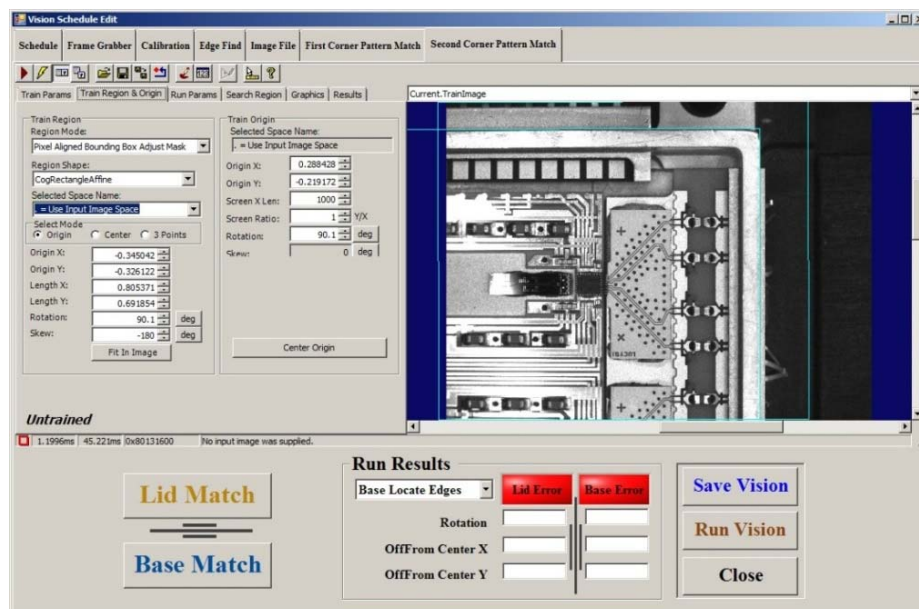 Vision Schedule Edit
Schedule Frame Grabber Calibration Edge Find Image File First Corner Pattern Match Second Corner Pattern Match
Train Params Train Region & Origin Run Params Search Region Graphics Results
Current.TrainImage
Train Region
Region Mode:
Pixel Aligned Bounding Box Adjust Mask
Region Shape:
CogRectangleAffine
Selected Space Name:
. = Use Input Image Space
Select Mode
Origin Center 3 Points
Origin X: -0.345042
Origin Y: -0.326122
Length X: 0.805371
Length Y: 0.691854
Rotation: 90.1 deg
Skew: -180 deg
Fit In Image
Train Origin
Selected Space Name:
. = Use Input Image Space
Origin X: 0.288428
Origin Y: -0.219172
Screen X Len: 1000
Screen Ratio: 1 Y/X
Rotation: 90.1 deg
Skew: 0 deg
Center Origin
Untrained
1.1996ms 45.221ms 0x80131600 No input image was supplied.
Lid Match
Base Match
Run Results
Base Locate Edges Lid Error Base Error
Rotation
OffFrom Center X
OffFrom Center Y
Save Vision
Run Vision
Close